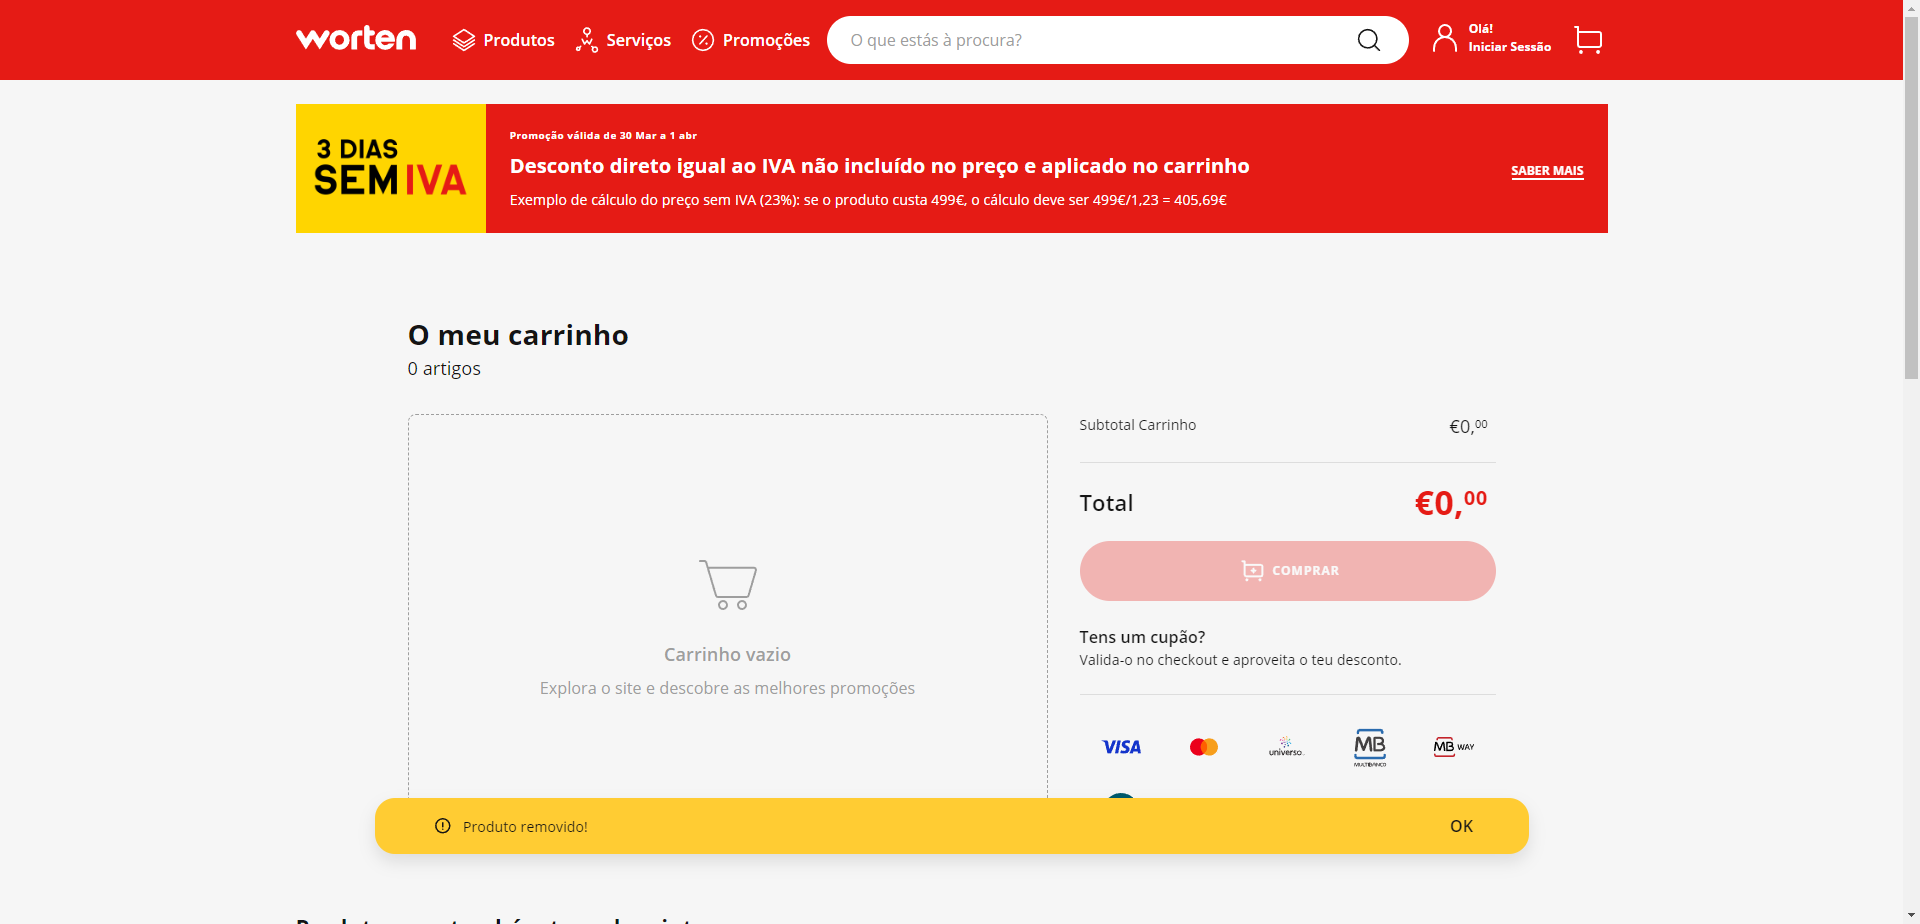 worten
Produtos
Serviços
Promoções
O que estás à procura?
Olá!
Iniciar Sessão
3 DIAS
SEM IVA
Promoção válida de 30 Mar a 1 abr
Desconto direto igual ao IVA não incluído no preço e aplicado no carrinho
Exemplo de cálculo do preço sem IVA (23%): se o produto custa 499€, o cálculo deve ser 499€/1,23 = 405,69€
SABER MAIS
O meu carrinho
0 artigos
Carrinho vazio
Explora o site e descobre as melhores promoções
Subtotal Carrinho
€0,00
Total
€0,00
COMPRAR
Tens um cupão?
Valida-o no checkout e aproveita o teu desconto.
VISA
universo
MB
MULTIBANCO
MB WAY
Produto removido!
OK